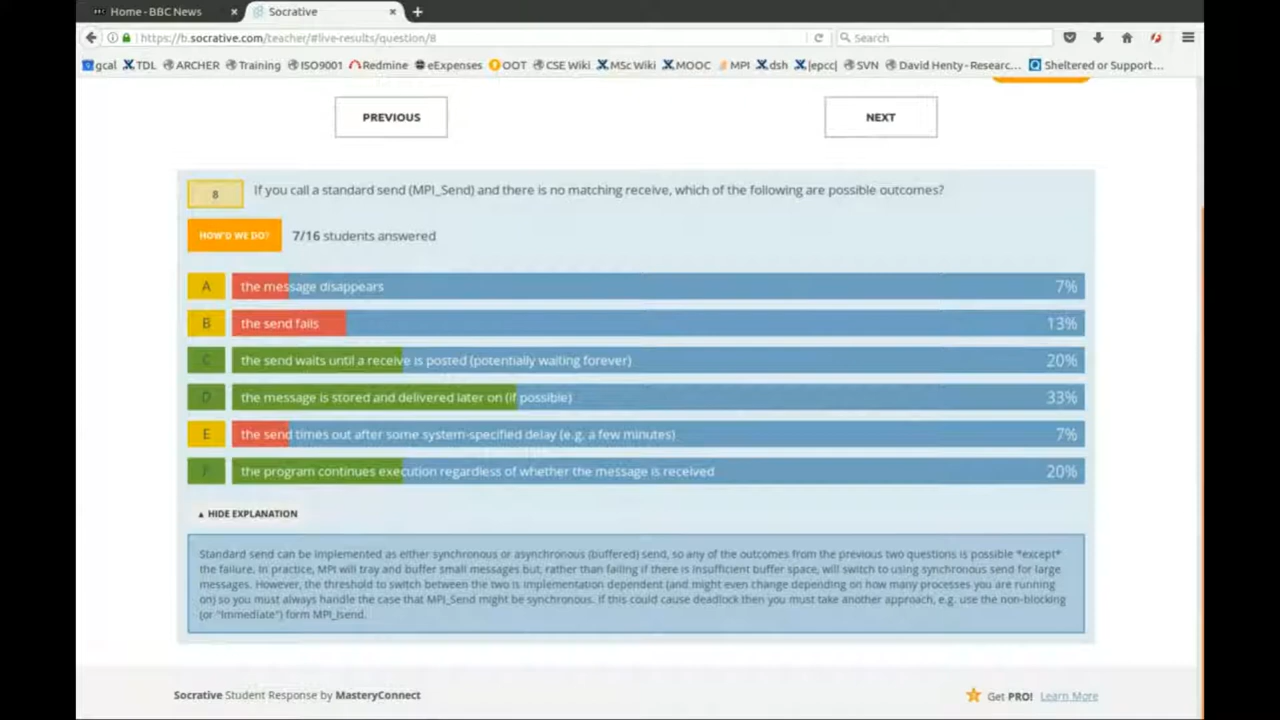 Home - BBC News
Socrative
https://b.socrative.com/teacher/#live-results/question/8
Search
gcal TDL ARCHER Training ISO9001 Redmine eExpenses OOT CSE Wiki MSc Wiki MOOC MPI dsh |epcc| SVN David Henty - Researc... Sheltered or Support...
PREVIOUS
NEXT
8 If you call a standard send (MPI_Send) and there is no matching receive, which of the following are possible outcomes?
HOW'D WE DO? 7/16 students answered
A the message disappears 7%
B the send fails 13%
C the send waits until a receive is posted (potentially waiting forever) 20%
D the message is stored and delivered later on (if possible) 33%
E the send times out after some system-specified delay (e.g. a few minutes) 7%
F the program continues execution regardless of whether the message is received 20%
▲ HIDE EXPLANATION
Standard send can be implemented as either synchronous or asynchronous (buffered) send, so any of the outcomes from the previous two questions is possible *except*
the failure. In practice, MPI will tray and buffer small messages but, rather than failing if there is insufficient buffer space, will switch to using synchronous send for large
messages. However, the threshold to switch between the two is implementation dependent (and might even change depending on how many processes you are running
on) so you must always handle the case that MPI_Send might be synchronous. If this could cause deadlock then you must take another approach, e.g. use the non-blocking
(or "immediate") form MPI_Isend.
Socrative Student Response by MasteryConnect
Get PRO! Learn More